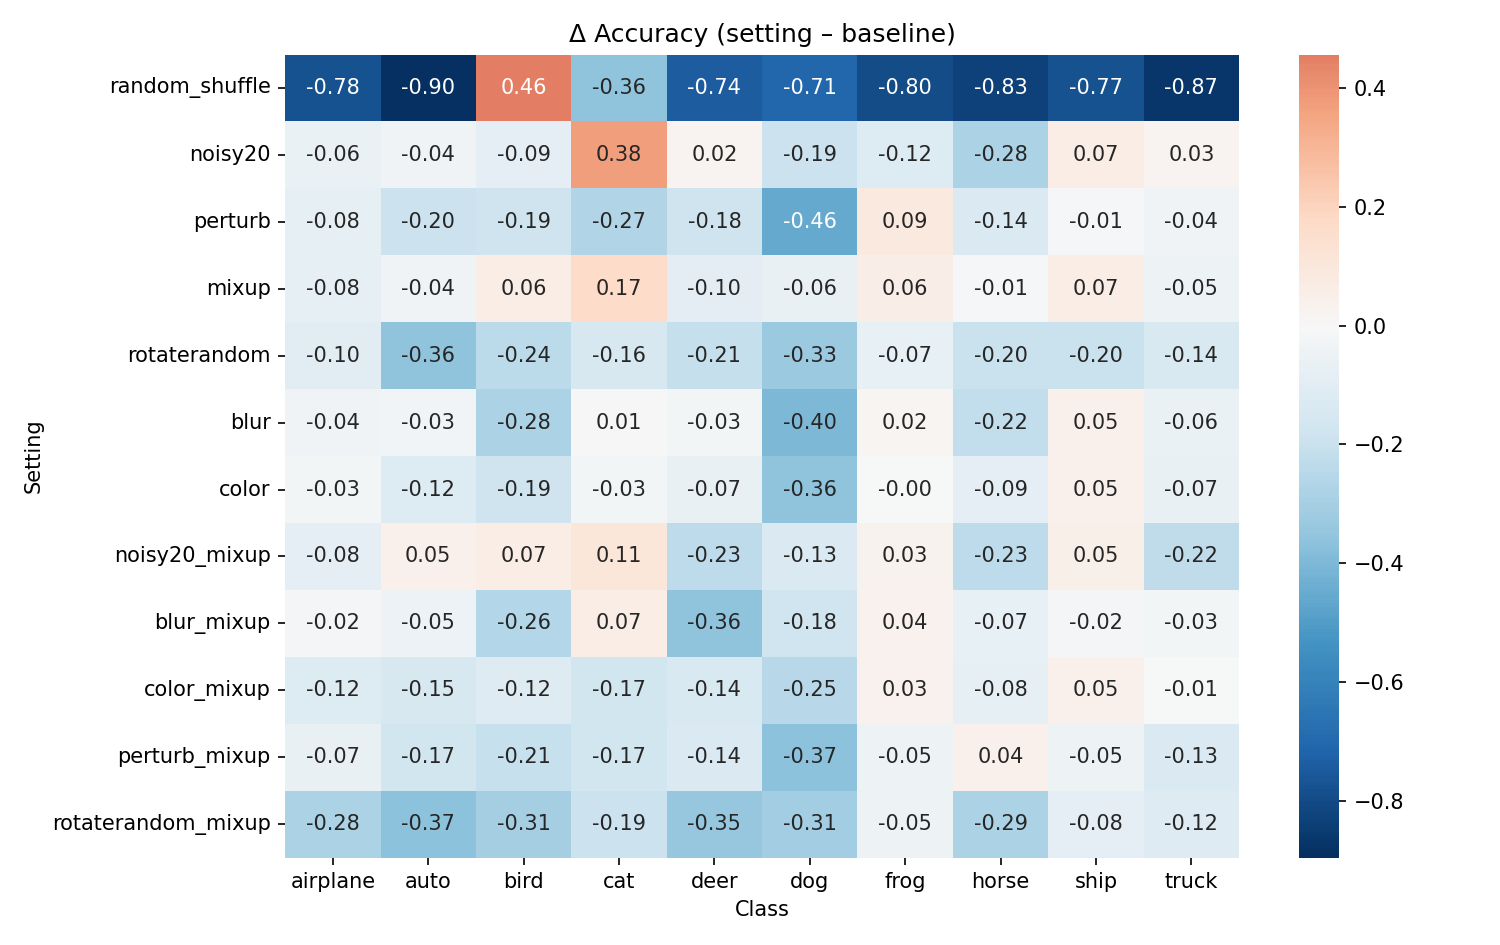 Δ Accuracy (setting – baseline)
random_shuffle -0.78 -0.90 0.46 -0.36 -0.74 -0.71 -0.80 -0.83 -0.77 -0.87
noisy20 -0.06 -0.04 -0.09 0.38 0.02 -0.19 -0.12 -0.28 0.07 0.03
perturb -0.08 -0.20 -0.19 -0.27 -0.18 -0.46 0.09 -0.14 -0.01 -0.04
mixup -0.08 -0.04 0.06 0.17 -0.10 -0.06 0.06 -0.01 0.07 -0.05
rotaterandom -0.10 -0.36 -0.24 -0.16 -0.21 -0.33 -0.07 -0.20 -0.20 -0.14
blur -0.04 -0.03 -0.28 0.01 -0.03 -0.40 0.02 -0.22 0.05 -0.06
color -0.03 -0.12 -0.19 -0.03 -0.07 -0.36 -0.00 -0.09 0.05 -0.07
noisy20_mixup -0.08 0.05 0.07 0.11 -0.23 -0.13 0.03 -0.23 0.05 -0.22
blur_mixup -0.02 -0.05 -0.26 0.07 -0.36 -0.18 0.04 -0.07 -0.02 -0.03
color_mixup -0.12 -0.15 -0.12 -0.17 -0.14 -0.25 0.03 -0.08 0.05 -0.01
perturb_mixup -0.07 -0.17 -0.21 -0.17 -0.14 -0.37 -0.05 0.04 -0.05 -0.13
rotaterandom_mixup -0.28 -0.37 -0.31 -0.19 -0.35 -0.31 -0.05 -0.29 -0.08 -0.12
airplane auto bird cat deer dog frog horse ship truck
Class
Setting
0.4
0.2
0.0
−0.2
−0.4
−0.6
−0.8